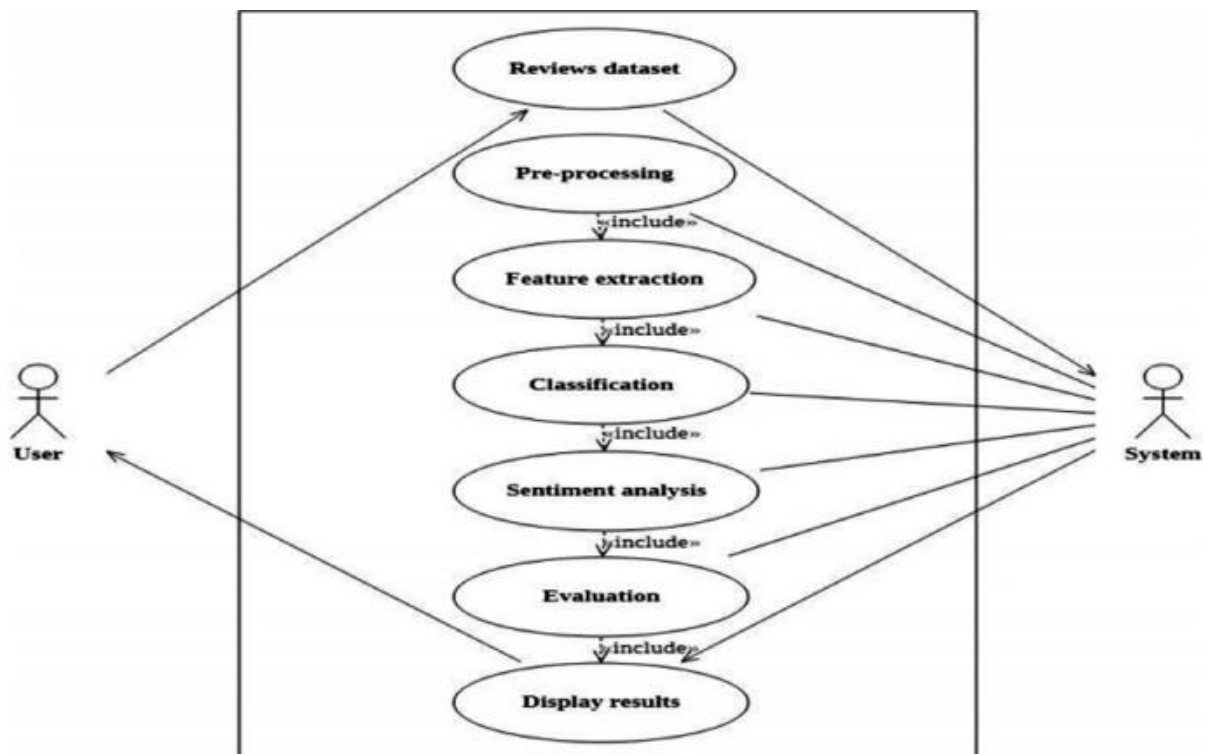 Reviews dataset
Pre-processing
«include»
Feature extraction
«include»
Classification
«include»
User
System
Sentiment analysis
«include»
Evaluation
«include»
Display results